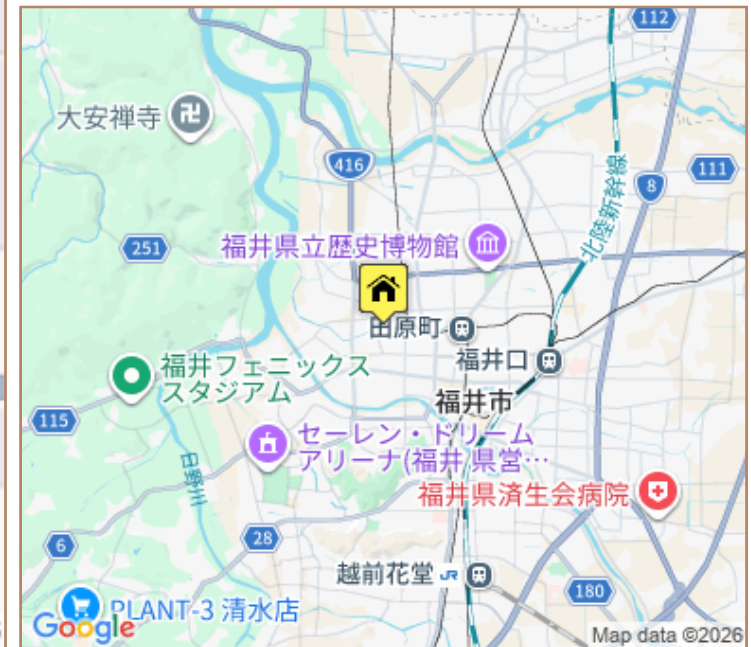 112
大安禅寺
416
111
8
北陸新幹線
251
福井県立歴史博物館
田原町
福井口
福井フェニックス
スタジアム
福井市
115
セーレン・ドリーム
アリーナ(福井県営…
日野川
福井県済生会病院
28
6
越前花堂 JR
180
PLANT-3 清水店
Google
Map data ©2026